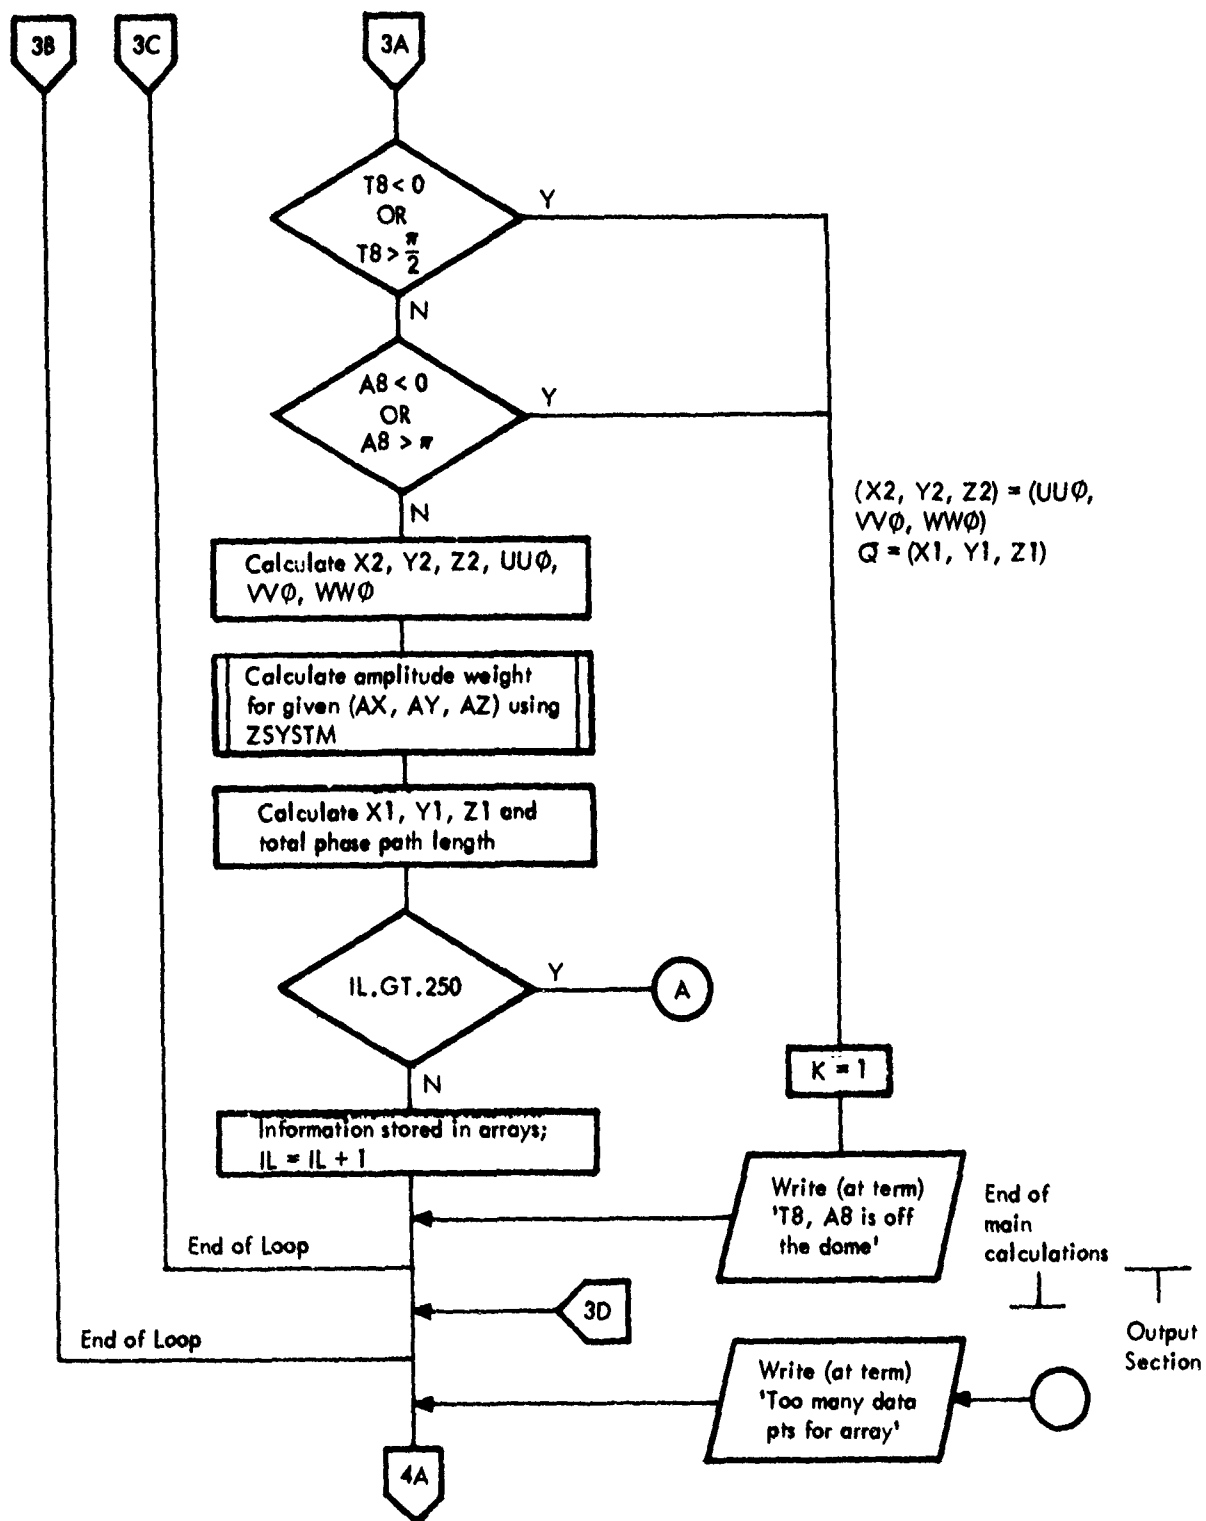 3B
3C
3A
T8 < 0
OR
T8 > π/2
Y
N
A8 < 0
OR
A8 > π
Y
N
(X2, Y2, Z2) = (UUØ,
VVØ, WWØ)
Q = (X1, Y1, Z1)
Calculate X2, Y2, Z2, UUØ,
VVØ, WWØ
Calculate amplitude weight
for given (AX, AY, AZ) using
ZSYSTM
Calculate X1, Y1, Z1 and
total phase path length
IL.GT.250
Y
A
N
K = 1
Information stored in arrays;
IL = IL + 1
Write (at term)
'T8, A8 is off
the dome'
End of
main
calculations
End of Loop
3D
Output
Section
End of Loop
Write (at term)
'Too many data
pts for array'
4A